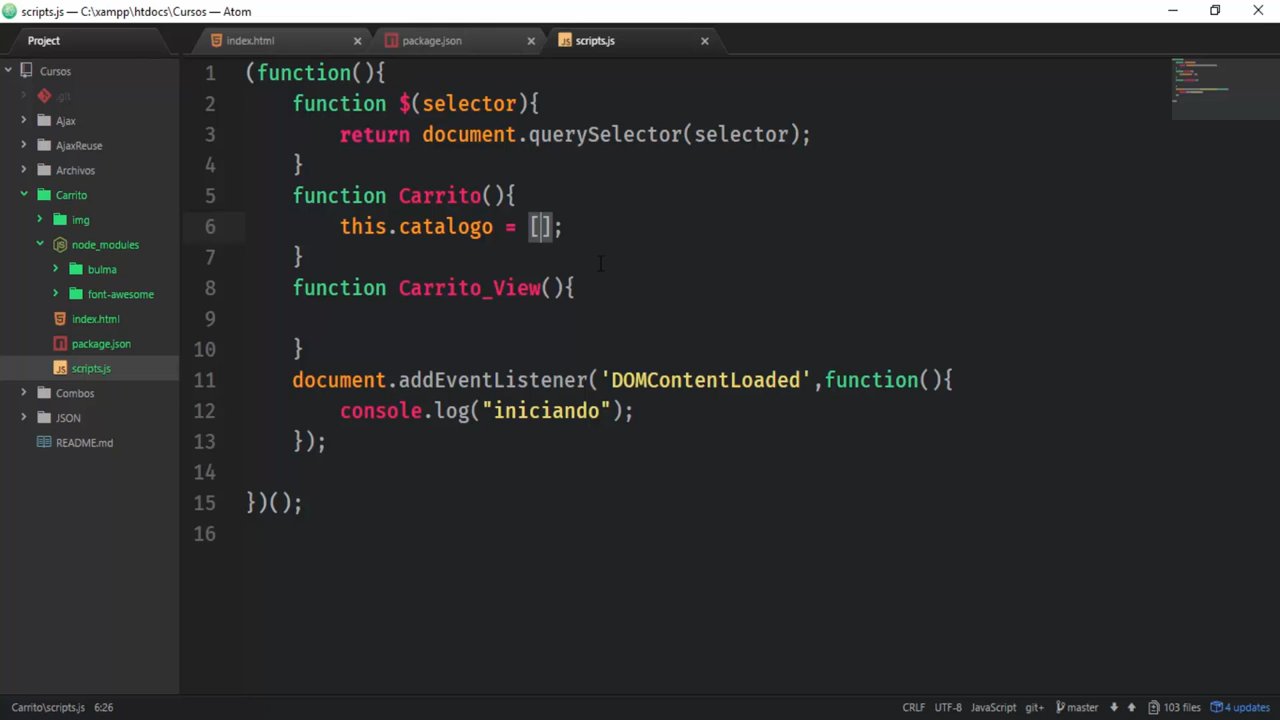 scripts.js — C:\xampp\htdocs\Cursos — Atom
Project
index.html
package.json
scripts.js
Cursos
.git
Ajax
AjaxReuse
Archivos
Carrito
img
node_modules
bulma
font-awesome
index.html
package.json
scripts.js
Combos
JSON
README.md
1 (function(){
2 function $(selector){
3 return document.querySelector(selector);
4 }
5 function Carrito(){
6 this.catalogo = [];
7 }
8 function Carrito_View(){
9
10 }
11 document.addEventListener('DOMContentLoaded',function(){
12 console.log("iniciando");
13 });
14
15 })();
16
Carrito\scripts.js 6:26
CRLF UTF-8 JavaScript git+ master 103 files 4 updates